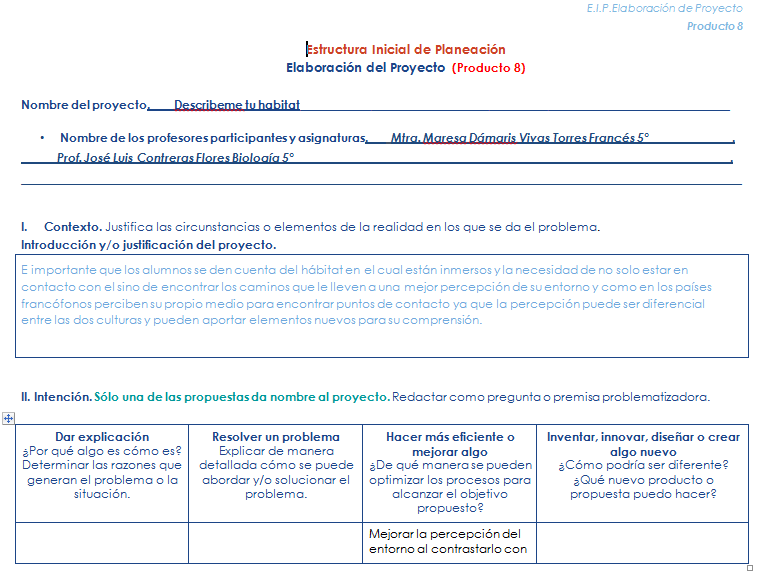 E.I.P.Elaboración de Proyecto
Producto 8
Estructura Inicial de Planeación
Elaboración del Proyecto (Producto 8)
Nombre del proyecto. Describeme tu habitat
• Nombre de los profesores participantes y asignaturas. Mtra. Maresa Dámaris Vivas Torres Francés 5° .
Prof. José Luis Contreras Flores Biología 5° .
I. Contexto. Justifica las circunstancias o elementos de la realidad en los que se da el problema.
Introducción y/o justificación del proyecto.
E importante que los alumnos se den cuenta del hábitat en el cual están inmersos y la necesidad de no solo estar en
contacto con el sino de encontrar los caminos que le lleven a una mejor percepción de su entorno y como en los países
francófonos perciben su propio medio para encontrar puntos de contacto ya que la percepción puede ser diferencial
entre las dos culturas y pueden aportar elementos nuevos para su comprensión.
II. Intención. Sólo una de las propuestas da nombre al proyecto. Redactar como pregunta o premisa problematizadora.
Dar explicación
¿Por qué algo es cómo es?
Determinar las razones que
generan el problema o la
situación.
Resolver un problema
Explicar de manera
detallada cómo se puede
abordar y/o solucionar el
problema.
Hacer más eficiente o
mejorar algo
¿De qué manera se pueden
optimizar los procesos para
alcanzar el objetivo
propuesto?
Inventar, innovar, diseñar o crear
algo nuevo
¿Cómo podría ser diferente?
¿Qué nuevo producto o
propuesta puedo hacer?
Mejorar la percepción del
entorno al contrastarlo con